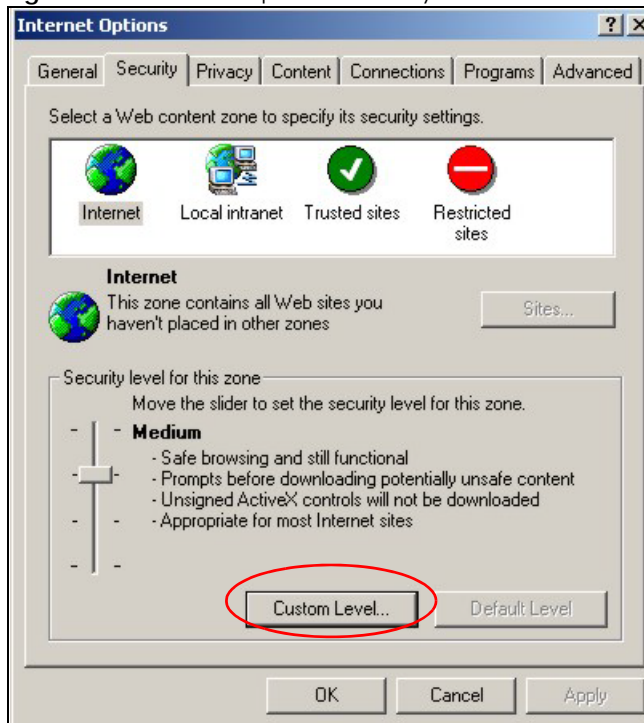 Internet Options
General Security Privacy Content Connections Programs Advanced
Select a Web content zone to specify its security settings.
Internet Local intranet Trusted sites Restricted sites
Internet
This zone contains all Web sites you
haven't placed in other zones
Sites...
Security level for this zone
Move the slider to set the security level for this zone.
Medium
- Safe browsing and still functional
- Prompts before downloading potentially unsafe content
- Unsigned ActiveX controls will not be downloaded
- Appropriate for most Internet sites
Custom Level... Default Level
OK Cancel Apply